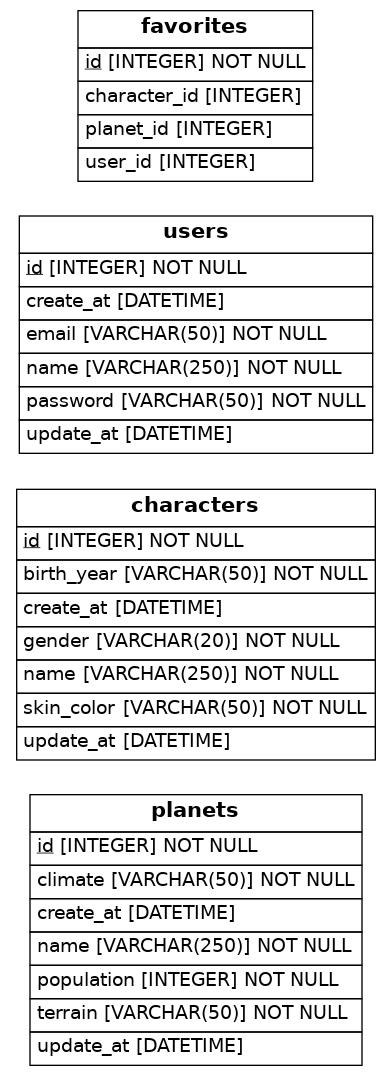 favorites
id [INTEGER] NOT NULL
character_id [INTEGER]
planet_id [INTEGER]
user_id [INTEGER]
users
id [INTEGER] NOT NULL
create_at [DATETIME]
email [VARCHAR(50)] NOT NULL
name [VARCHAR(250)] NOT NULL
password [VARCHAR(50)] NOT NULL
update_at [DATETIME]
characters
id [INTEGER] NOT NULL
birth_year [VARCHAR(50)] NOT NULL
create_at [DATETIME]
gender [VARCHAR(20)] NOT NULL
name [VARCHAR(250)] NOT NULL
skin_color [VARCHAR(50)] NOT NULL
update_at [DATETIME]
planets
id [INTEGER] NOT NULL
climate [VARCHAR(50)] NOT NULL
create_at [DATETIME]
name [VARCHAR(250)] NOT NULL
population [INTEGER] NOT NULL
terrain [VARCHAR(50)] NOT NULL
update_at [DATETIME]